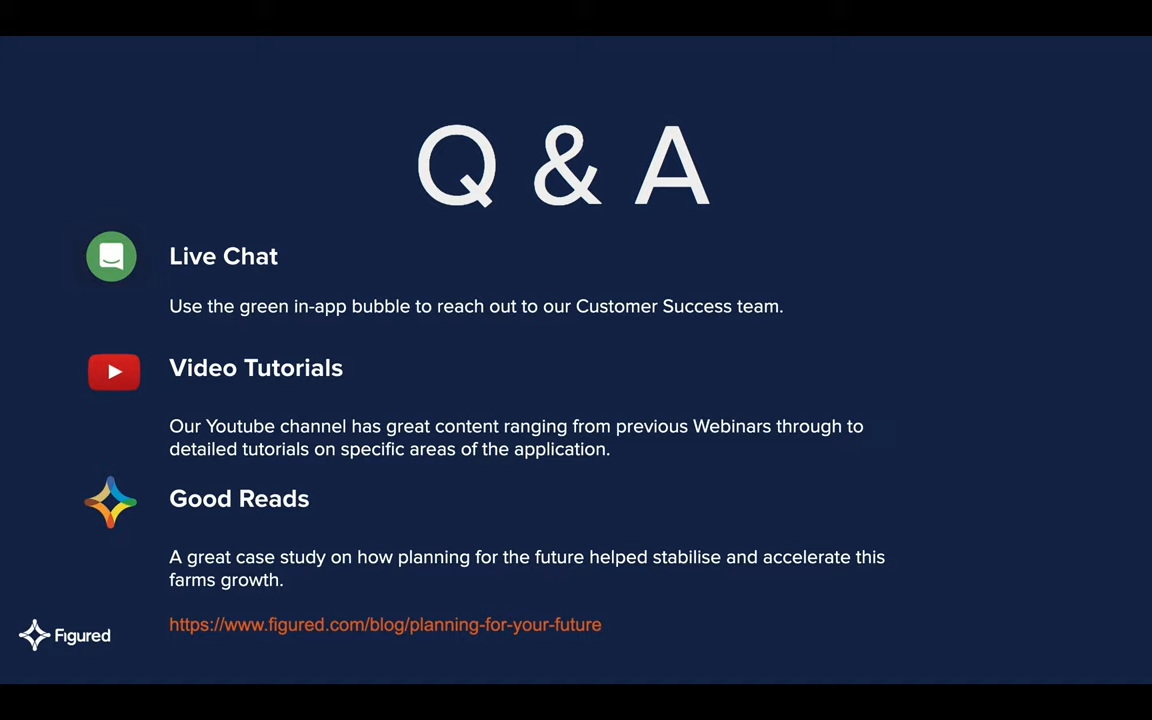 Q & A
Live Chat
Use the green in-app bubble to reach out to our Customer Success team.
Video Tutorials
Our Youtube channel has great content ranging from previous Webinars through to
detailed tutorials on specific areas of the application.
Good Reads
A great case study on how planning for the future helped stabilise and accelerate this
farms growth.
https://www.figured.com/blog/planning-for-your-future
Figured